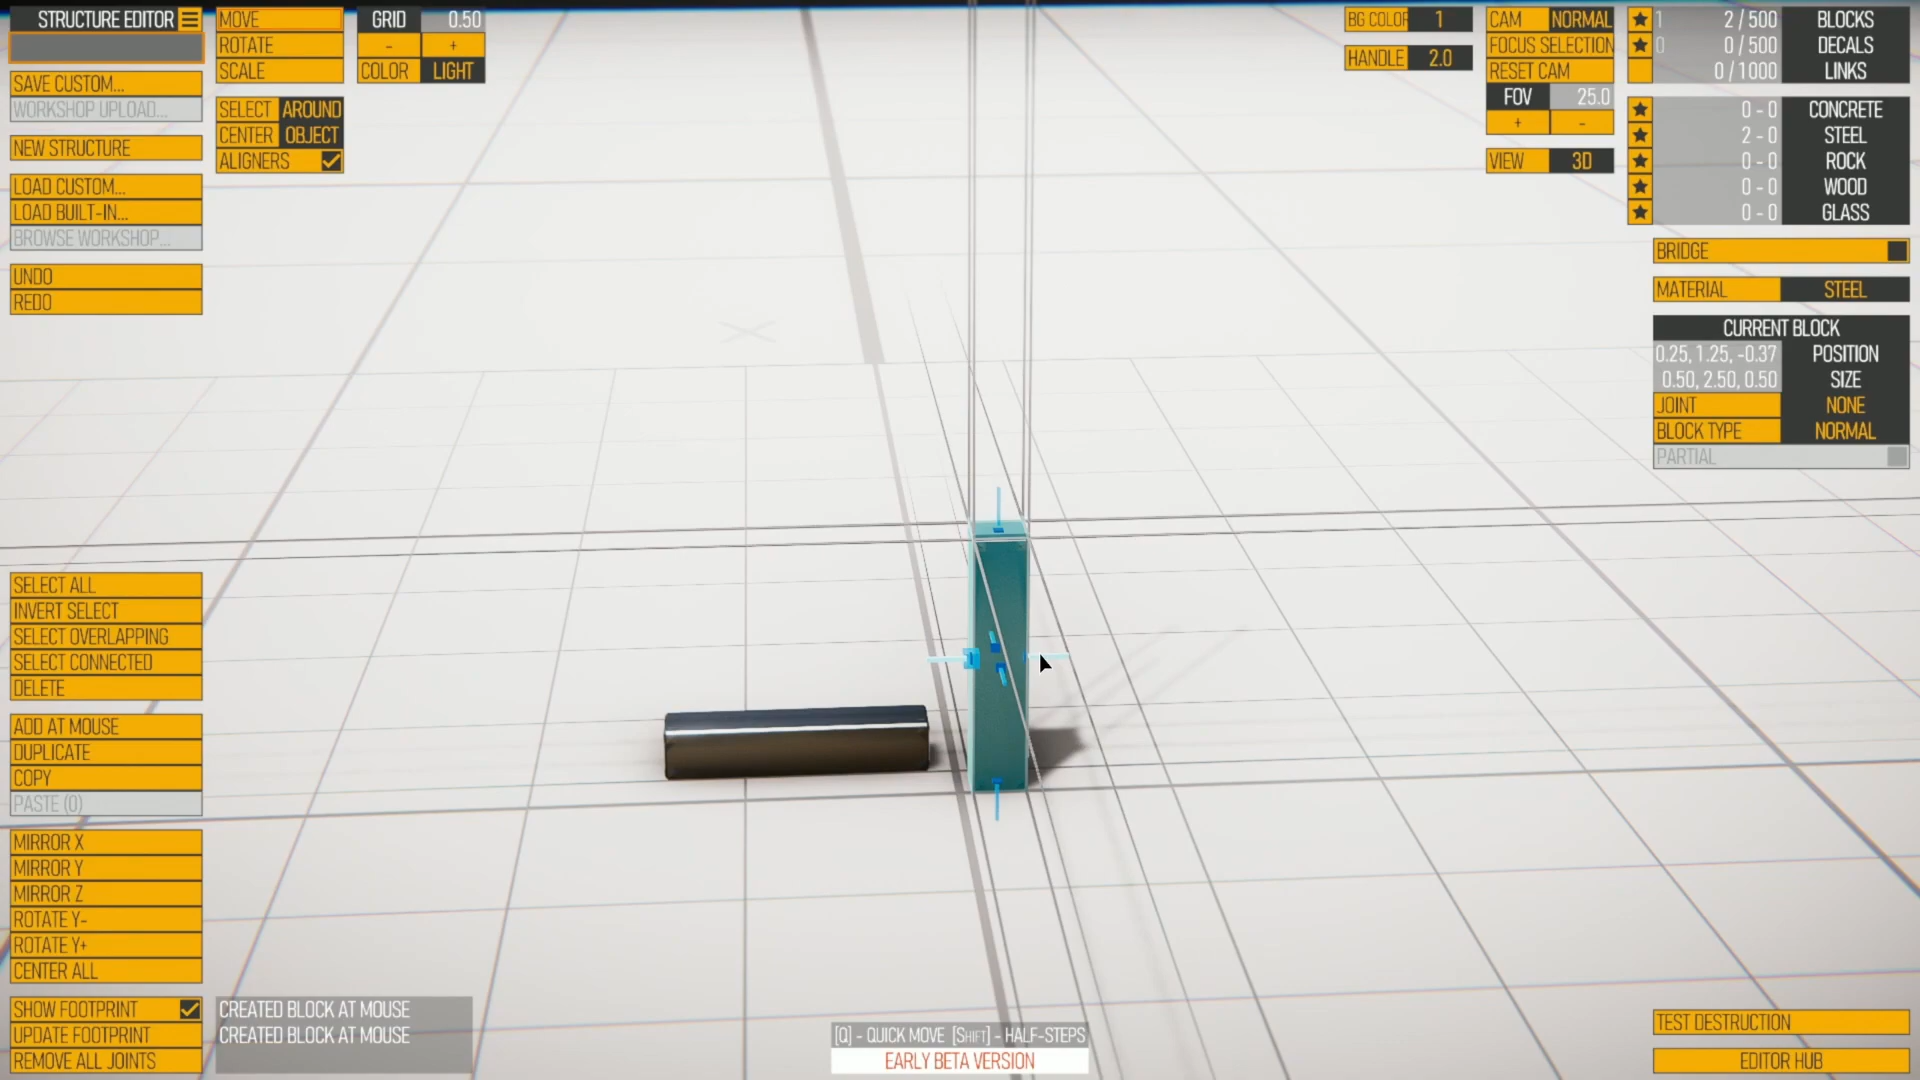 STRUCTURE EDITOR
SAVE CUSTOM...
WORKSHOP UPLOAD...
NEW STRUCTURE
LOAD CUSTOM...
LOAD BUILT-IN...
BROWSE WORKSHOP...
UNDO
REDO
MOVE
ROTATE
SCALE
GRID 0.50
- +
COLOR LIGHT
SELECT AROUND
CENTER OBJECT
ALIGNERS
BG COLOR 1
HANDLE 2.0
CAM NORMAL
FOCUS SELECTION
RESET CAM
FOV 25.0
+ -
VIEW 3D
1 2 / 500 BLOCKS
0 0 / 500 DECALS
0 / 1000 LINKS
0 - 0 CONCRETE
2 - 0 STEEL
0 - 0 ROCK
0 - 0 WOOD
0 - 0 GLASS
BRIDGE
MATERIAL STEEL
CURRENT BLOCK
0.25, 1.25, -0.37 POSITION
0.50, 2.50, 0.50 SIZE
JOINT NONE
BLOCK TYPE NORMAL
PARTIAL
SELECT ALL
INVERT SELECT
SELECT OVERLAPPING
SELECT CONNECTED
DELETE
ADD AT MOUSE
DUPLICATE
COPY
PASTE (0)
MIRROR X
MIRROR Y
MIRROR Z
ROTATE Y-
ROTATE Y+
CENTER ALL
SHOW FOOTPRINT
UPDATE FOOTPRINT
REMOVE ALL JOINTS
CREATED BLOCK AT MOUSE
CREATED BLOCK AT MOUSE
[Q] - QUICK MOVE [SHIFT] - HALF-STEPS
EARLY BETA VERSION
TEST DESTRUCTION
EDITOR HUB